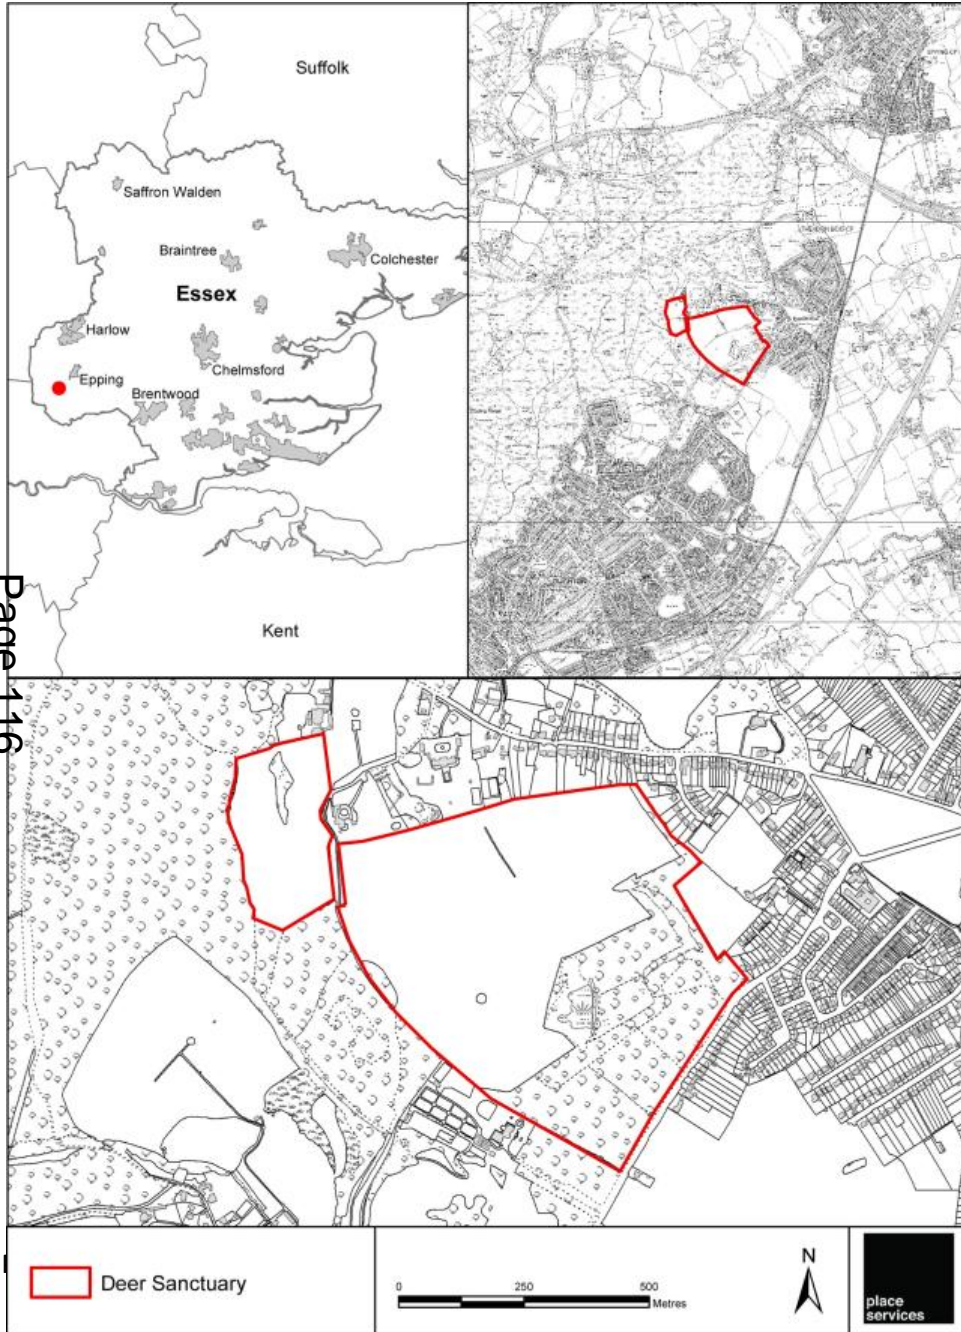 Suffolk
Saffron Walden
Braintree
Colchester
Essex
Harlow
Chelmsford
Epping
Brentwood
Kent
Page 116
Deer Sanctuary
0 250 500
Metres
N
place
services